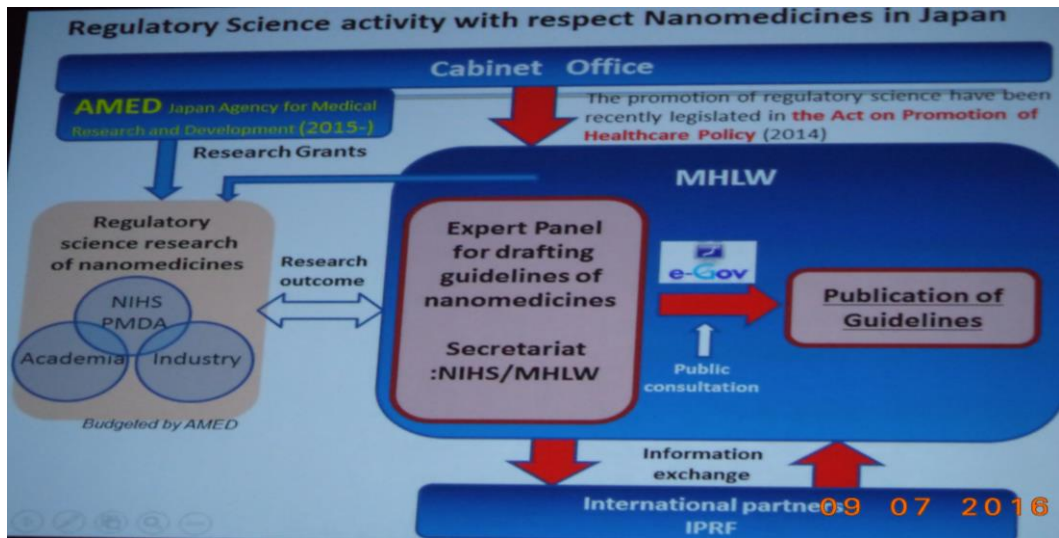 Regulatory Science activity with respect Nanomedicines in Japan
Cabinet Office
AMED Japan Agency for Medical
Research and Development (2015-)
The promotion of regulatory science have been
recently legislated in the Act on Promotion of
Healthcare Policy (2014)
Research Grants
MHLW
Regulatory
science research
of nanomedicines
NIHS
PMDA
Academia
Industry
Budgeted by AMED
Research
outcome
Expert Panel
for drafting
guidelines of
nanomedicines
Secretariat
:NIHS/MHLW
e-Gov
Public
consultation
Publication of
Guidelines
Information
exchange
International partners
IPRF
09 07 2016